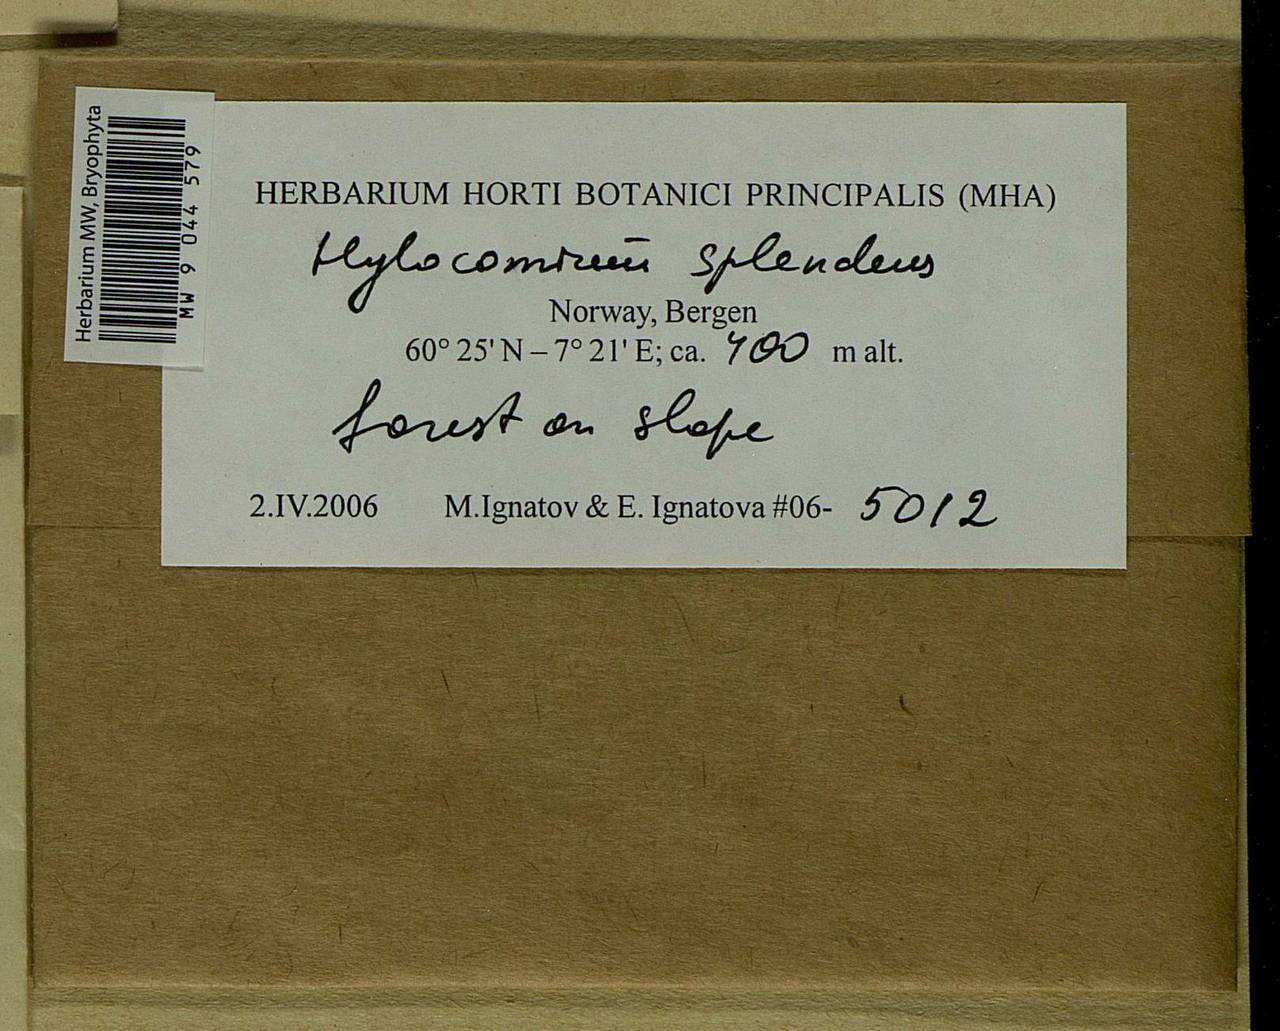 Herbarium MW, Bryophyta
MW 9 044 579
HERBARIUM HORTI BOTANICI PRINCIPALIS (MHA)
Hylocomium splendens
Norway, Bergen
60° 25' N – 7° 21' E; ca. 400 m alt.
forest on slope
2.IV.2006 M.Ignatov & E. Ignatova #06- 5012